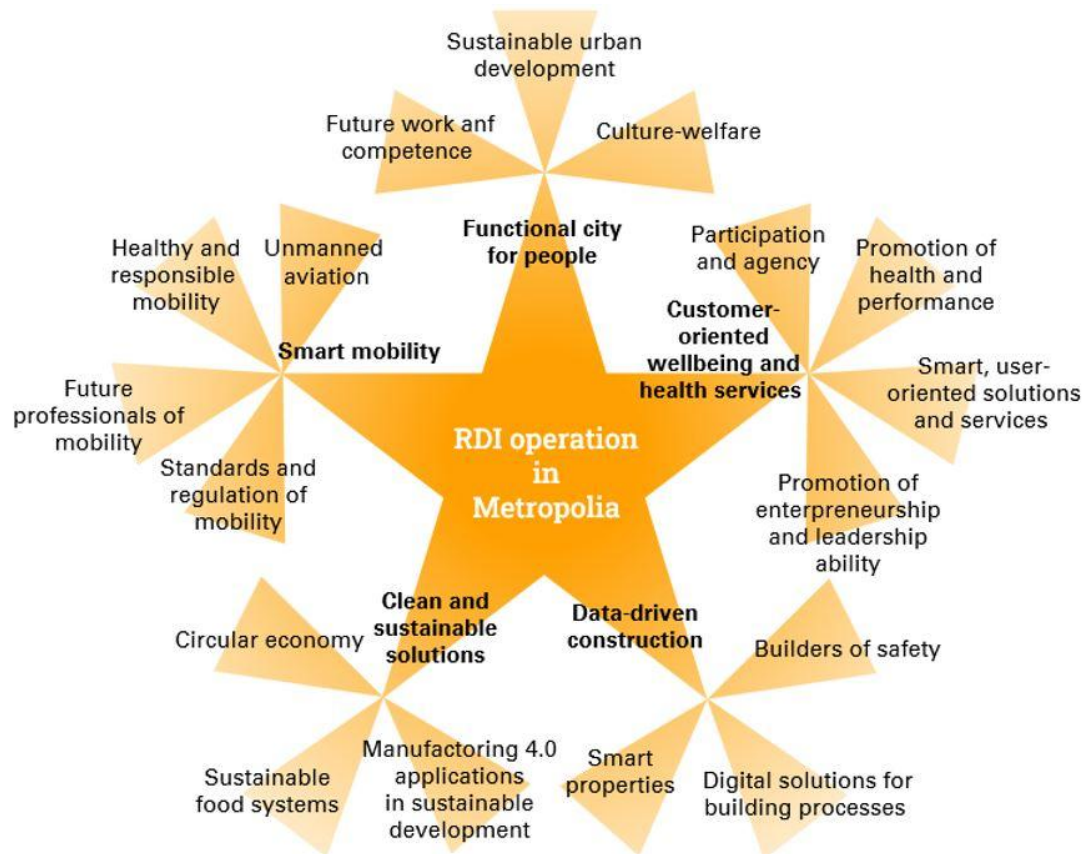 Sustainable urban
development
Future work anf
competence
Culture-welfare
Functional city
for people
Healthy and
responsible
mobility
Unmanned
aviation
Smart mobility
Future
professionals of
mobility
Standards and
regulation of
mobility
Participation
and agency
Promotion of
health and
performance
Customer-
oriented
wellbeing and
health services
Smart, user-
oriented solutions
and services
Promotion of
enterpreneurship
and leadership
ability
RDI operation
in
Metropolia
Clean and
sustainable
solutions
Circular economy
Sustainable
food systems
Manufactoring 4.0
applications
in sustainable
development
Data-driven
construction
Builders of safety
Smart
properties
Digital solutions for
building processes